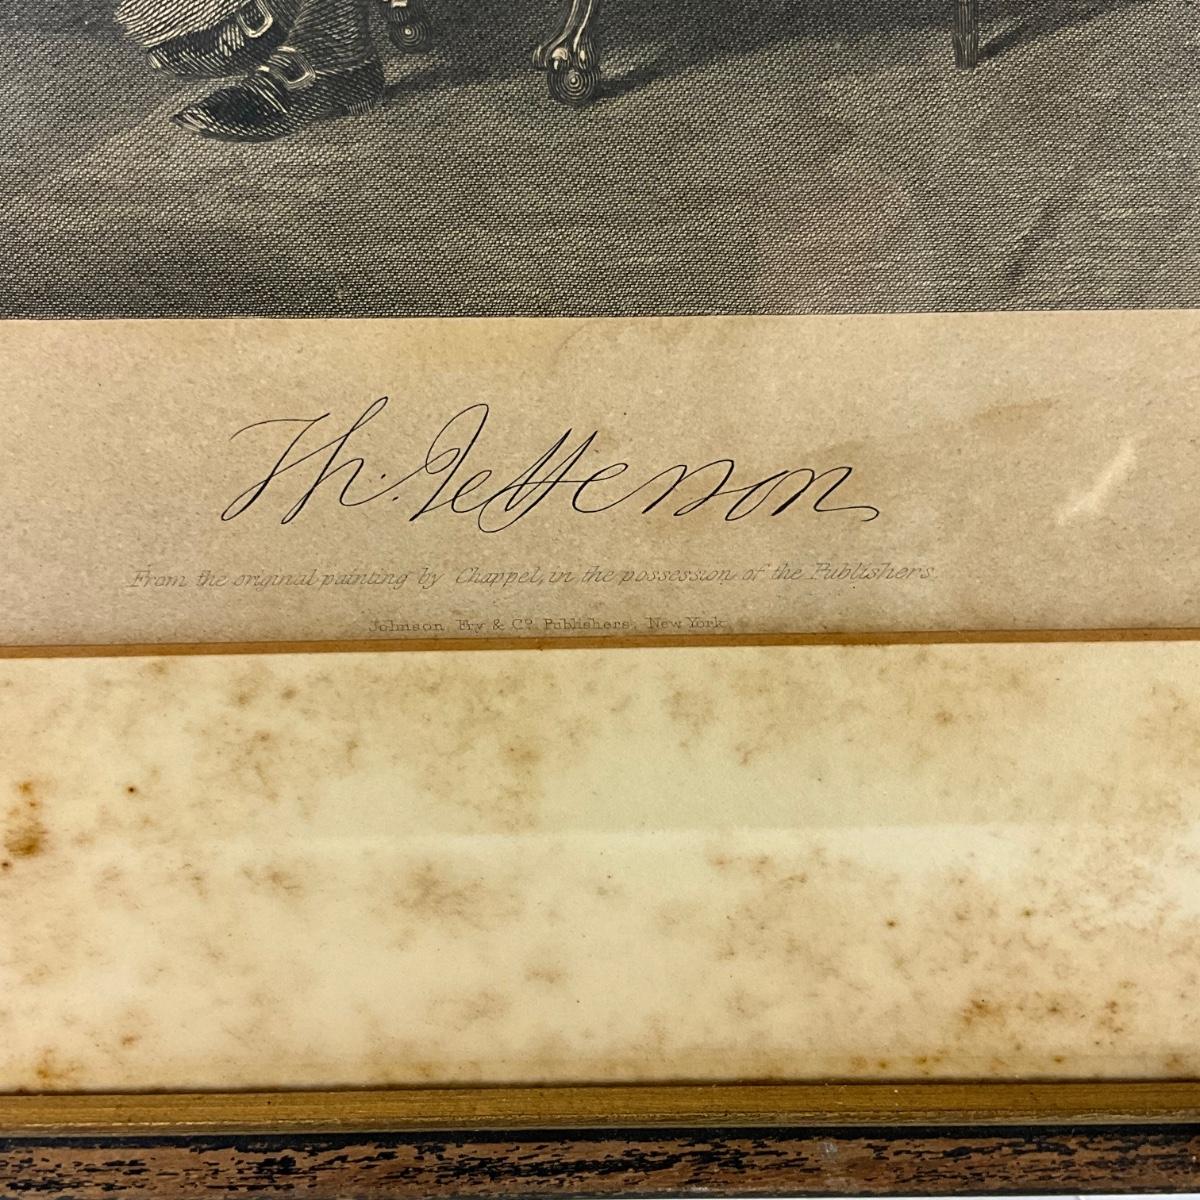 Th. Jefferson
From the original painting by Chappel, in the possession of the Publishers.
Johnson, Fry & Co. Publishers, New York